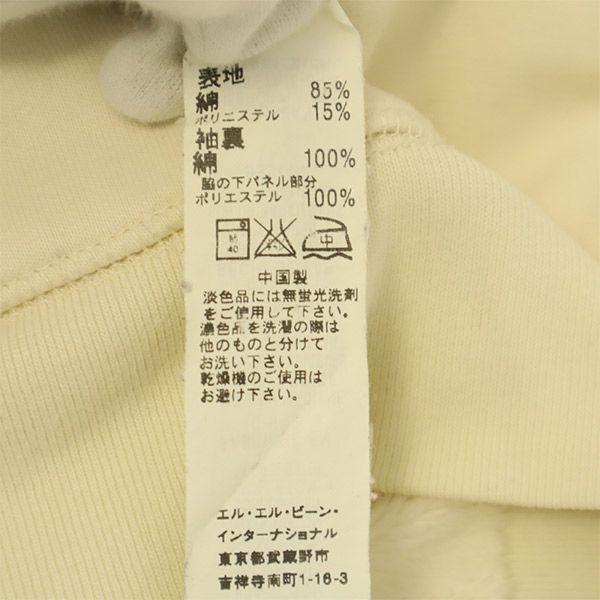 表地
綿 85%
ポリエステル 15%
袖裏
綿 100%
脇の下パネル部分
ポリエステル 100%
40
中
中国製
淡色品には無蛍光洗剤
をご使用して下さい。
濃色品を洗濯の際は
他のものと分けて
お洗い下さい。
乾燥機のご使用は
お避け下さい。
エル・エル・ビーン・
インターナショナル
東京都武蔵野市
吉祥寺南町1-16-3